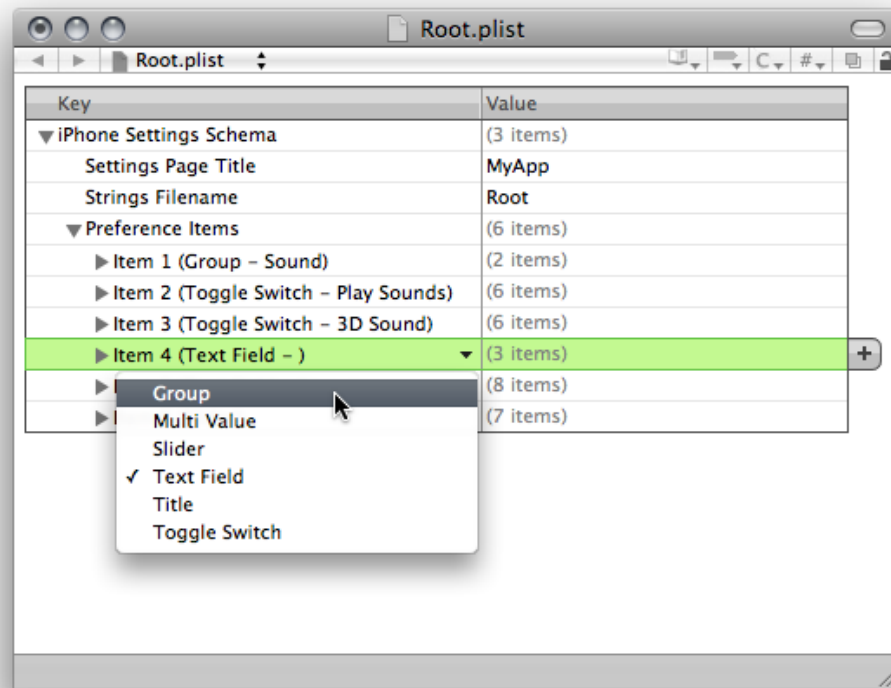 Root.plist
Root.plist C #
Key Value
iPhone Settings Schema (3 items)
Settings Page Title MyApp
Strings Filename Root
Preference Items (6 items)
Item 1 (Group – Sound) (2 items)
Item 2 (Toggle Switch – Play Sounds) (6 items)
Item 3 (Toggle Switch – 3D Sound) (6 items)
Item 4 (Text Field – ) (3 items) +
(8 items)
Group
(7 items)
Multi Value
Slider
✓ Text Field
Title
Toggle Switch